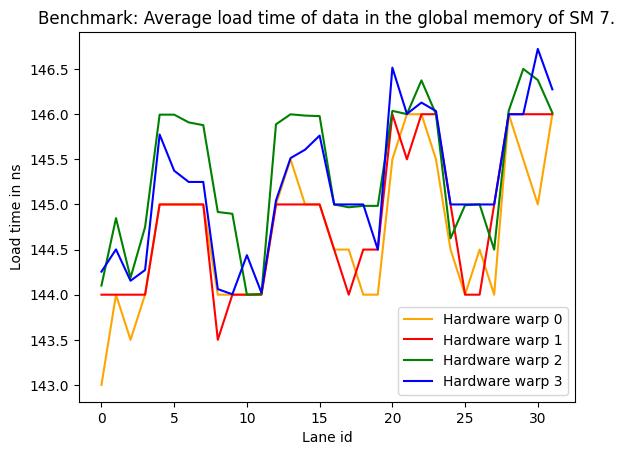 Benchmark: Average load time of data in the global memory of SM 7.
Load time in ns
146.5
146.0
145.5
145.0
144.5
144.0
143.5
143.0
0
5
10
15
20
25
30
Lane id
Hardware warp 0
Hardware warp 1
Hardware warp 2
Hardware warp 3